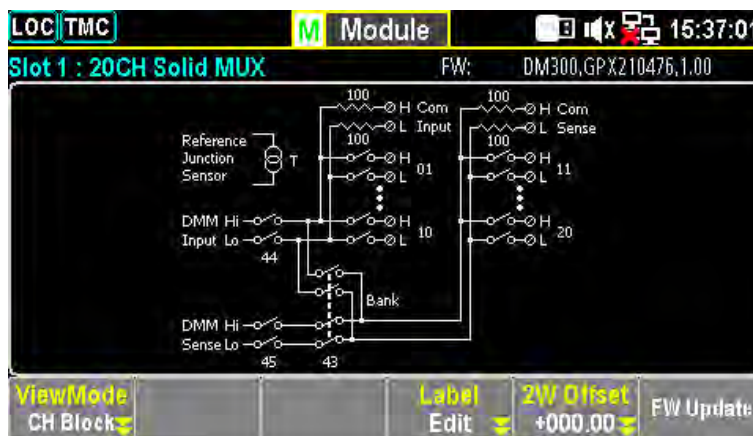 LOC TMC M Module 15:37:01
Slot 1 : 20CH Solid MUX FW: DM300,GPX210476,1.00
100 100
H Com H Com
L Input L Sense
100 100
Reference
Junction
Sensor
T
H 01 H 11
L L
DMM Hi H 10 H 20
Input Lo L L
44
Bank
DMM Hi
Sense Lo
45 43
ViewMode Label 2W Offset FW Update
CH Block Edit +000.00